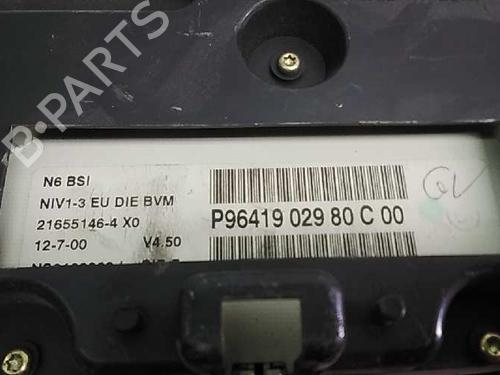 B-PARTS
N6 BSI
NIV1-3 EU DIE BVM
21655146-4 X0
12-7-00 V4.50
P96419 029 80 C 00